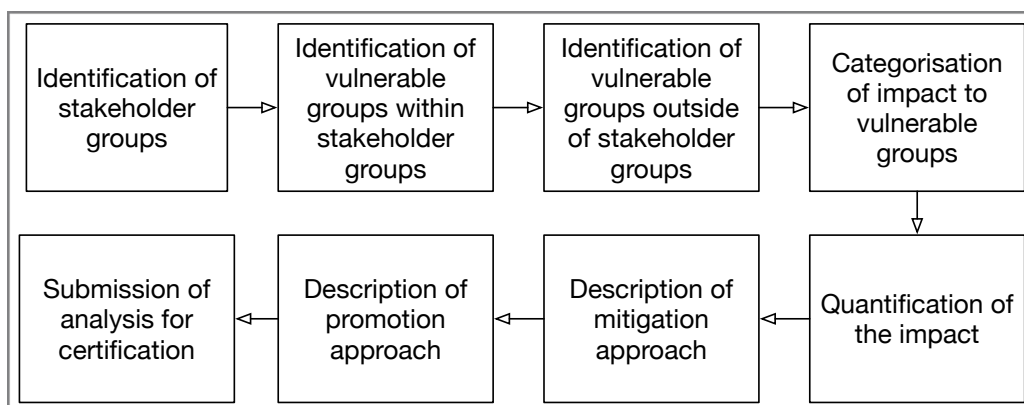 Identification of
stakeholder
groups
Identification of
vulnerable
groups within
stakeholder
groups
Identification of
vulnerable
groups outside
of stakeholder
groups
Categorisation
of impact to
vulnerable
groups
Quantification of
the impact
Description of
mitigation
approach
Description of
promotion
approach
Submission of
analysis for
certification